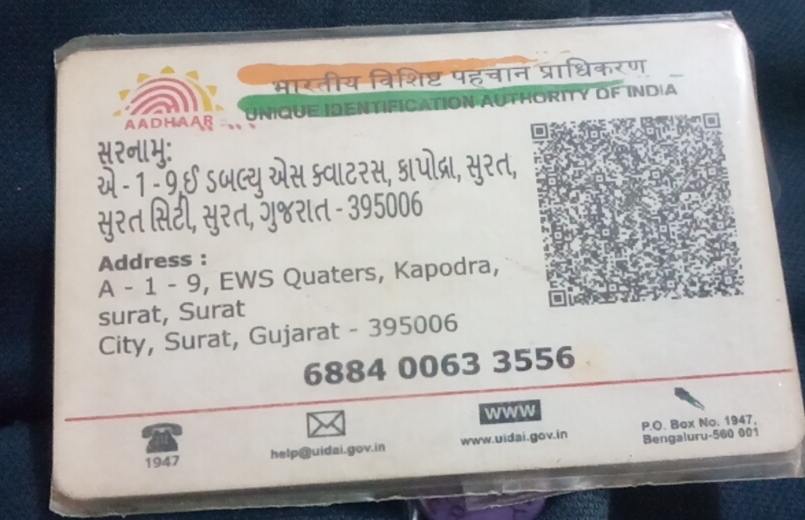 भारतीय विशिष्ट पहचान प्राधिकरण
UNIQUE IDENTIFICATION AUTHORITY OF INDIA
AADHAAR
સરનામુ:
એ - 1 - 9,ઈ ડબલ્યુ એસ ક્વાટરસ, કાપોદ્રા, સુરત,
સુરત સિટી, સુરત, ગુજરાત - 395006
Address :
A - 1 - 9, EWS Quaters, Kapodra,
surat, Surat
City, Surat, Gujarat - 395006
6884 0063 3556
1947
help@uidai.gov.in
WWW
www.uidai.gov.in
P.O. Box No. 1947,
Bengaluru-560 001